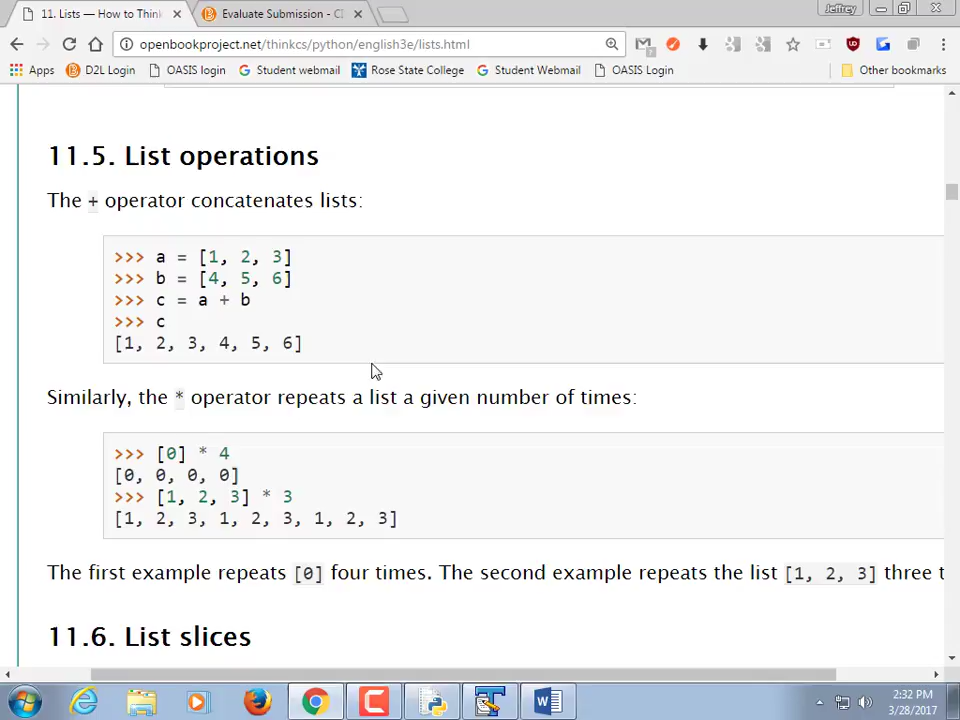 11. Lists — How to Think
Evaluate Submission - CI
Jeffrey
openbookproject.net/thinkcs/python/english3e/lists.html
Apps
D2L Login
OASIS login
Student webmail
Rose State College
Student Webmail
OASIS Login
Other bookmarks
11.5. List operations
The + operator concatenates lists:
>>> a = [1, 2, 3]
>>> b = [4, 5, 6]
>>> c = a + b
>>> c
[1, 2, 3, 4, 5, 6]
Similarly, the * operator repeats a list a given number of times:
>>> [0] * 4
[0, 0, 0, 0]
>>> [1, 2, 3] * 3
[1, 2, 3, 1, 2, 3, 1, 2, 3]
The first example repeats [0] four times. The second example repeats the list [1, 2, 3] three t
11.6. List slices
2:32 PM
3/28/2017